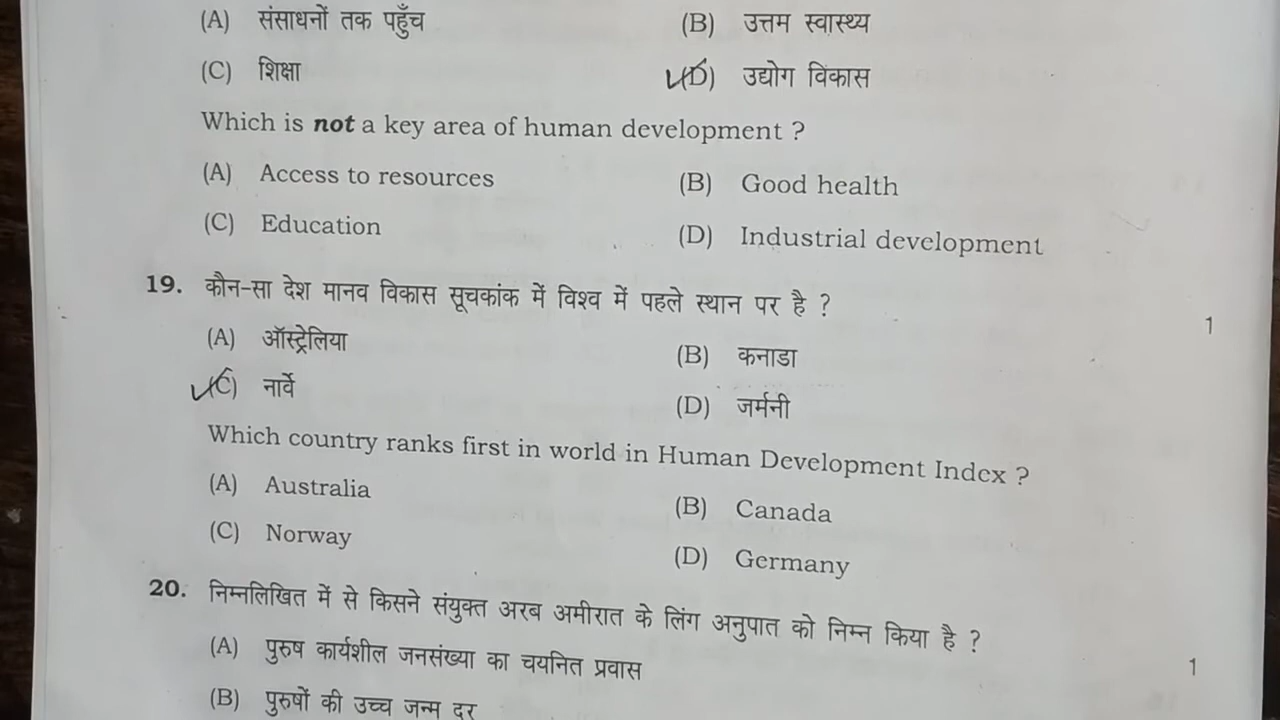 (A) संसाधनों तक पहुँच (B) उत्तम स्वास्थ्य
(C) शिक्षा (D) उद्योग विकास
Which is not a key area of human development ?
(A) Access to resources (B) Good health
(C) Education (D) Industrial development
19. कौन-सा देश मानव विकास सूचकांक में विश्व में पहले स्थान पर है ? 1
(A) ऑस्ट्रेलिया (B) कनाडा
(C) नार्वे (D) जर्मनी
Which country ranks first in world in Human Development Index ?
(A) Australia (B) Canada
(C) Norway (D) Germany
20. निम्नलिखित में से किसने संयुक्त अरब अमीरात के लिंग अनुपात को निम्न किया है ? 1
(A) पुरुष कार्यशील जनसंख्या का चयनित प्रवास
(B) पुरुषों की उच्च जन्म दर